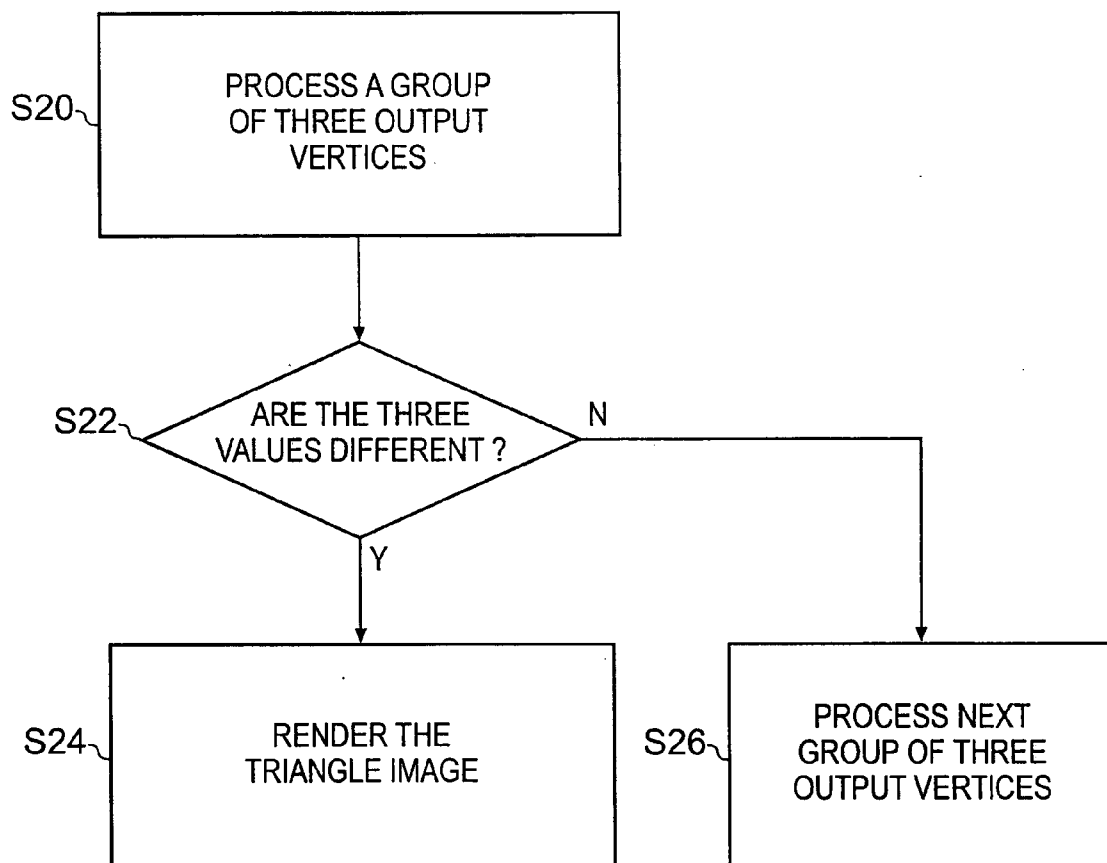 S20
PROCESS A GROUP
OF THREE OUTPUT
VERTICES
S22
ARE THE THREE
VALUES DIFFERENT ?
N
Y
S24
RENDER THE
TRIANGLE IMAGE
S26
PROCESS NEXT
GROUP OF THREE
OUTPUT VERTICES